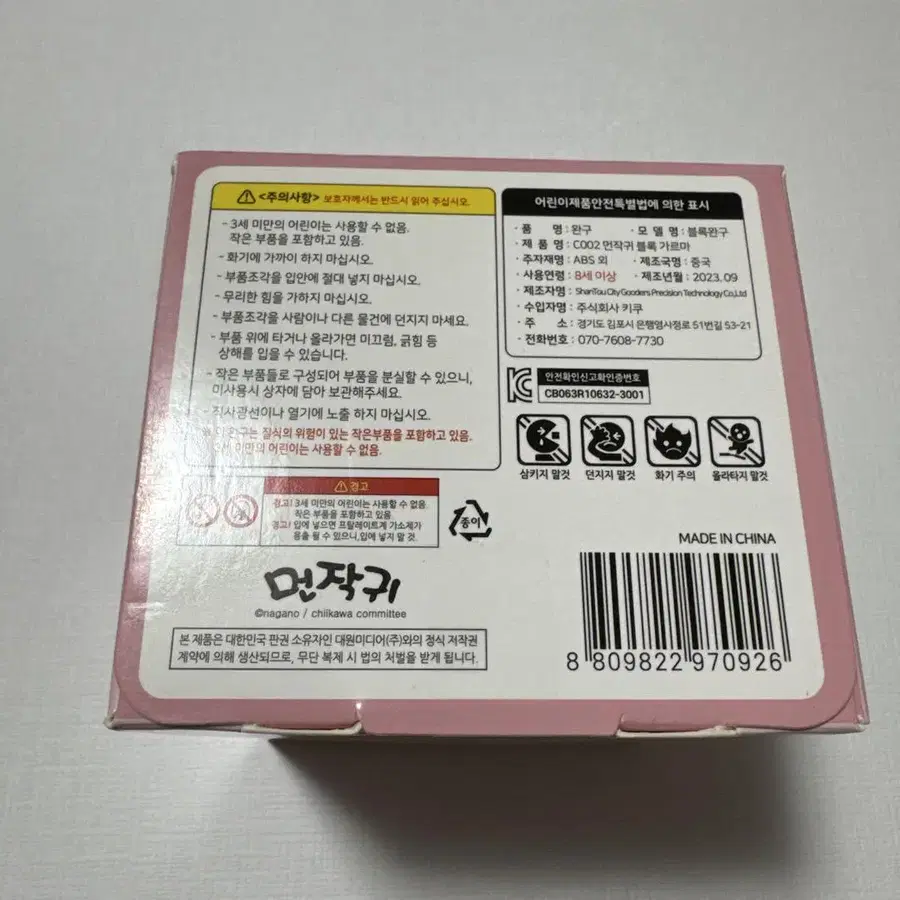 <주의사항> 보호자께서는 반드시 읽어 주십시오.
- 3세 미만의 어린이는 사용할 수 없음.
작은 부품을 포함하고 있음.
- 화기에 가까이 하지 마십시오.
- 부품조각을 입안에 절대 넣지 마십시오.
- 무리한 힘을 가하지 마십시오.
- 부품조각을 사람이나 다른 물건에 던지지 마세요.
- 부품 위에 타거나 올라가면 미끄럼, 긁힘 등
상해를 입을 수 있습니다.
- 작은 부품들로 구성되어 부품을 분실할 수 있으니,
미사용시 상자에 담아 보관해주세요.
- 직사광선이나 열기에 노출 하지 마십시오.
※ 이 완구는 질식의 위험이 있는 작은부품을 포함하고 있음.
3세 미만의 어린이는 사용할 수 없음.
경고
경고! 3세 미만의 어린이는 사용할 수 없음.
작은 부품을 포함하고 있음.
경고! 입에 넣으면 프탈레이트계 가소제가
용출 될 수 있으니, 입에 넣지 말 것.
종이
먼작귀
©nagano / chiikawa committee
본 제품은 대한민국 판권 소유자인 대원미디어(주)와의 정식 저작권
계약에 의해 생산되므로, 무단 복제 시 법의 처벌을 받게 됩니다.
어린이제품안전특별법에 의한 표시
· 품 명 : 완구 · 모 델 명 : 블록완구
· 제 품 명 : C002 먼작귀 블록 가르마
· 주자재명 : ABS 외 · 제조국명 : 중국
· 사용연령 : 8세 이상 · 제조년월 : 2023.09
· 제조자명 : ShanTou City Gooders Precision Technology Co.,Ltd
· 수입자명 : 주식회사 키쿠
· 주 소 : 경기도 김포시 은행영사정로 51번길 53-21
· 전화번호 : 070-7608-7730
안전확인신고확인증번호
CB063R10632-3001
삼키지 말것 던지지 말것 화기 주의 올라타지 말것
MADE IN CHINA
8 809822 970926